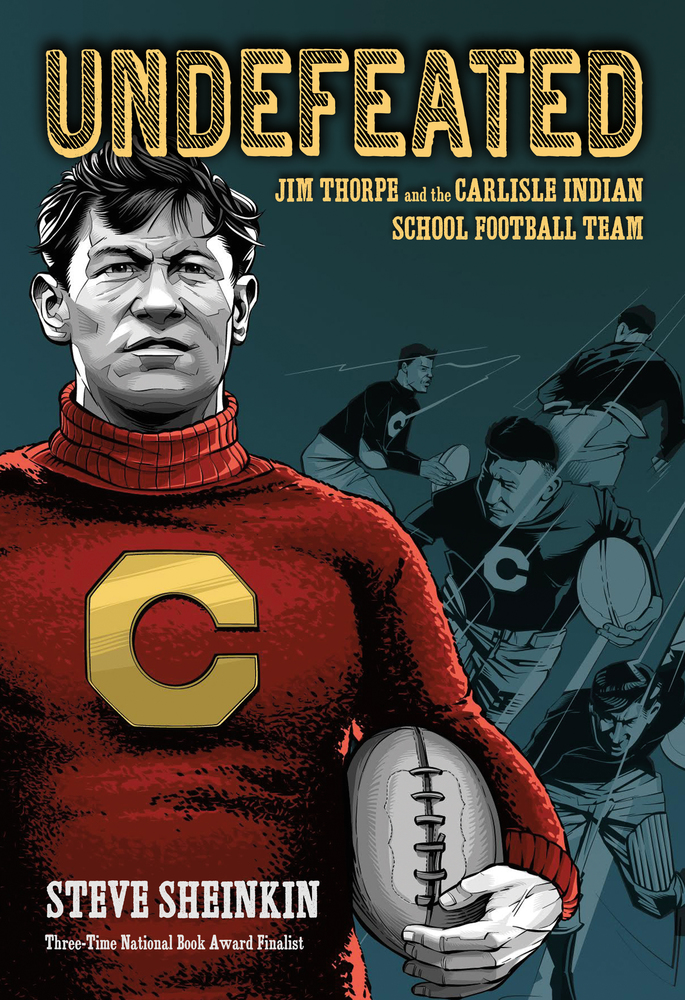 UNDEFEATED
JIM THORPE and the CARLISLE INDIAN
SCHOOL FOOTBALL TEAM
C
C
C
STEVE SHEINKIN
Three-Time National Book Award Finalist